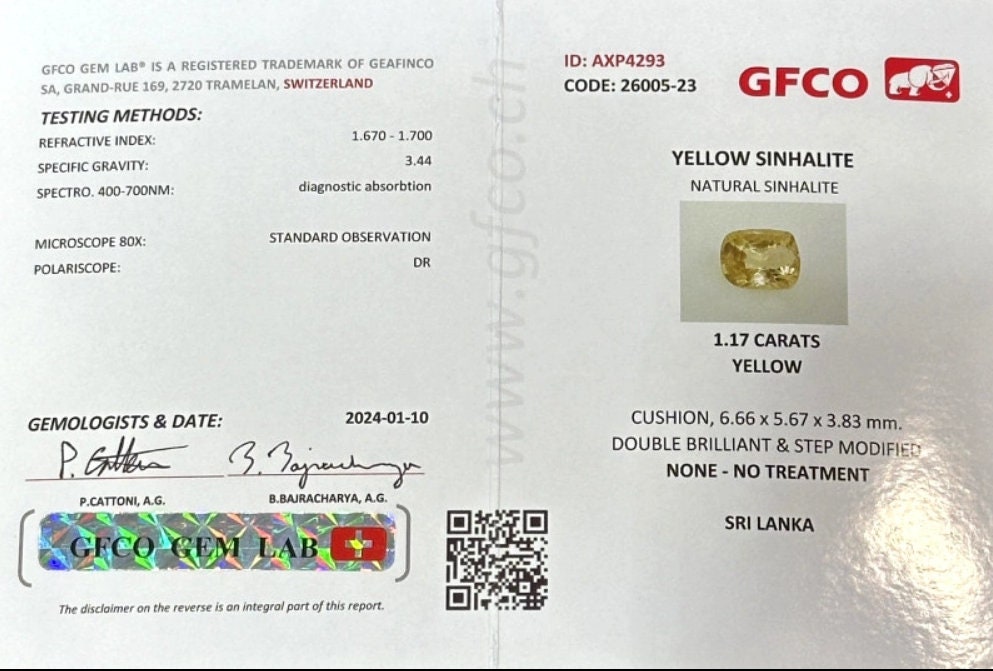 GFCO GEM LAB® IS A REGISTERED TRADEMARK OF GEAFINCO
SA, GRAND-RUE 169, 2720 TRAMELAN, SWITZERLAND
TESTING METHODS:
REFRACTIVE INDEX: 1.670 - 1.700
SPECIFIC GRAVITY: 3.44
SPECTRO. 400-700NM: diagnostic absorbtion
MICROSCOPE 80X: STANDARD OBSERVATION
POLARISCOPE: DR
GEMOLOGISTS & DATE: 2024-01-10
P. Cattoni B. Bajracharya
P.CATTONI, A.G. B.BAJRACHARYA, A.G.
GFCO GEM LAB
The disclaimer on the reverse is an integral part of this report.
www.gfco.ch
ID: AXP4293
CODE: 26005-23
GFCO
YELLOW SINHALITE
NATURAL SINHALITE
1.17 CARATS
YELLOW
CUSHION, 6.66 x 5.67 x 3.83 mm.
DOUBLE BRILLIANT & STEP MODIFIED
NONE - NO TREATMENT
SRI LANKA